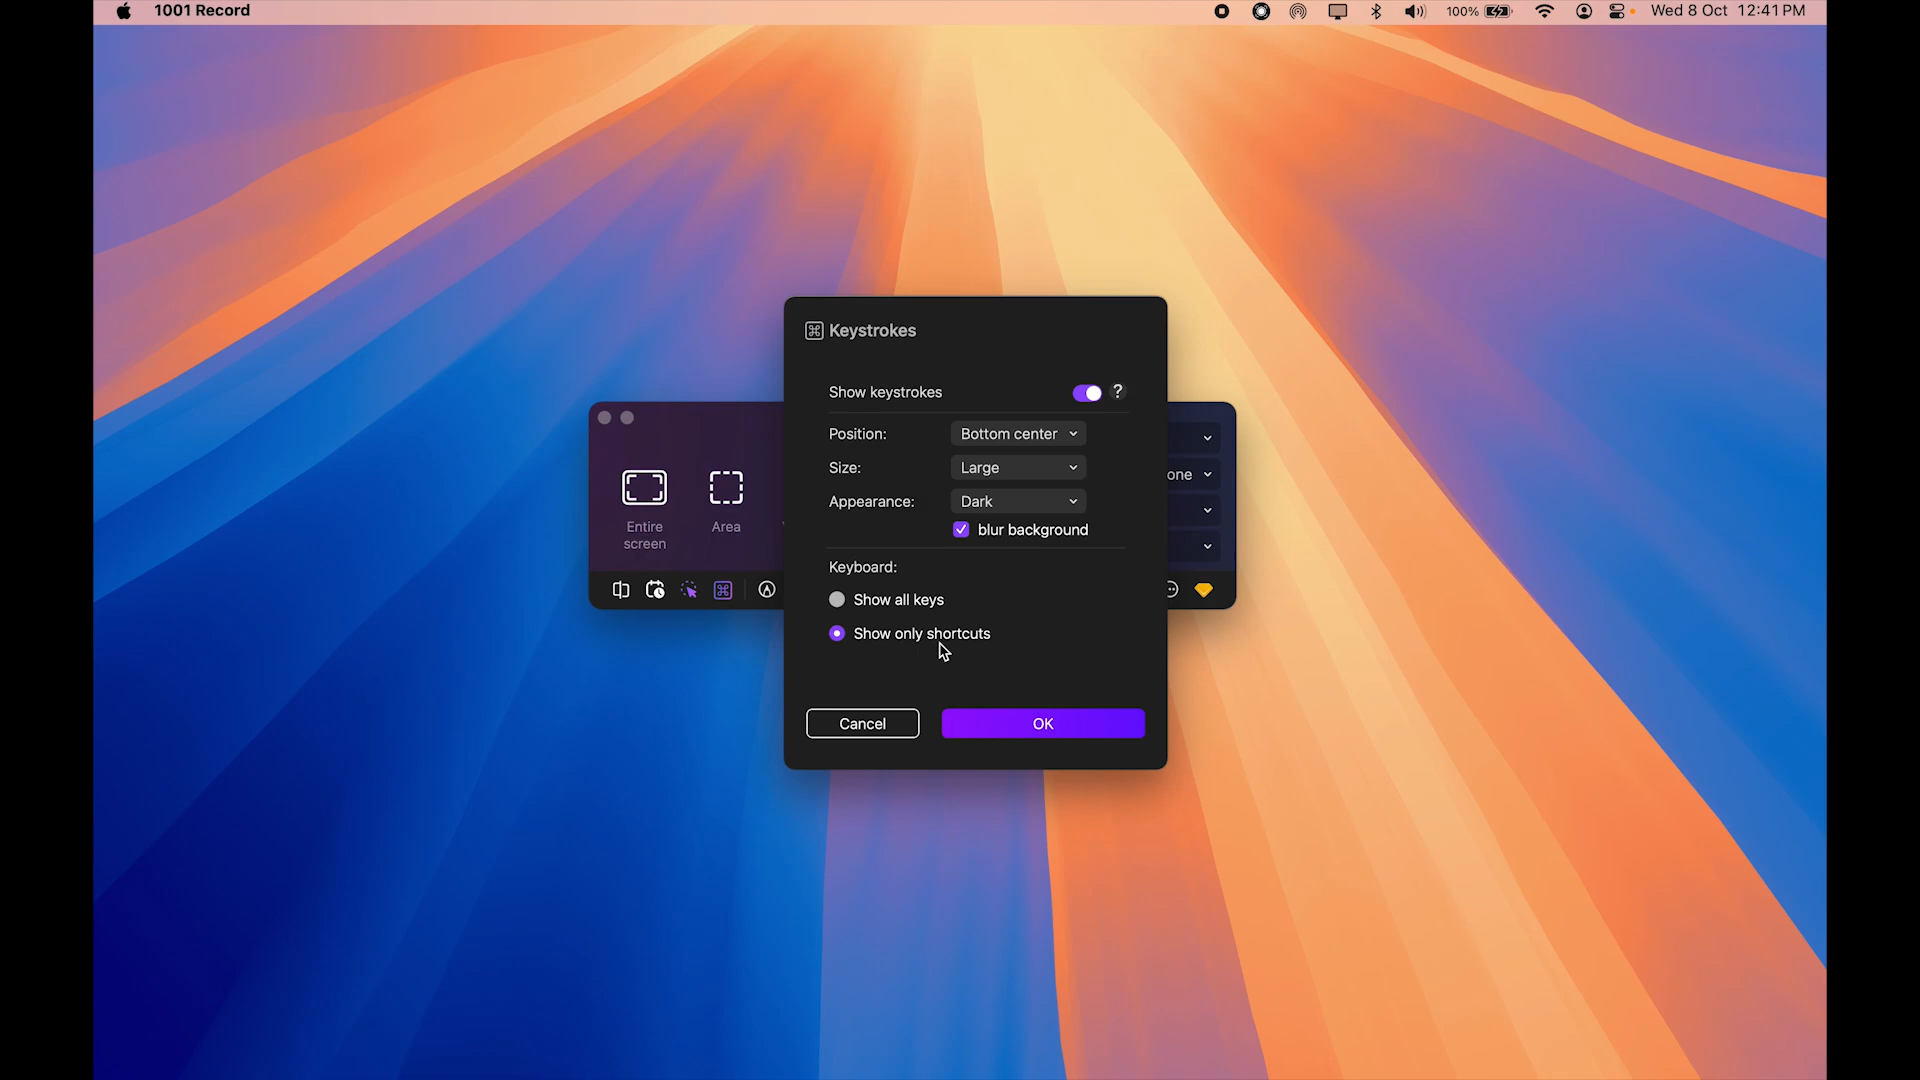 1001 Record
100%
Wed 8 Oct 12:41 PM
Keystrokes
Show keystrokes
?
Position:
Bottom center
Size:
Large
Appearance:
Dark
blur background
Keyboard:
Show all keys
Show only shortcuts
Cancel
OK
Entire
screen
Area
one